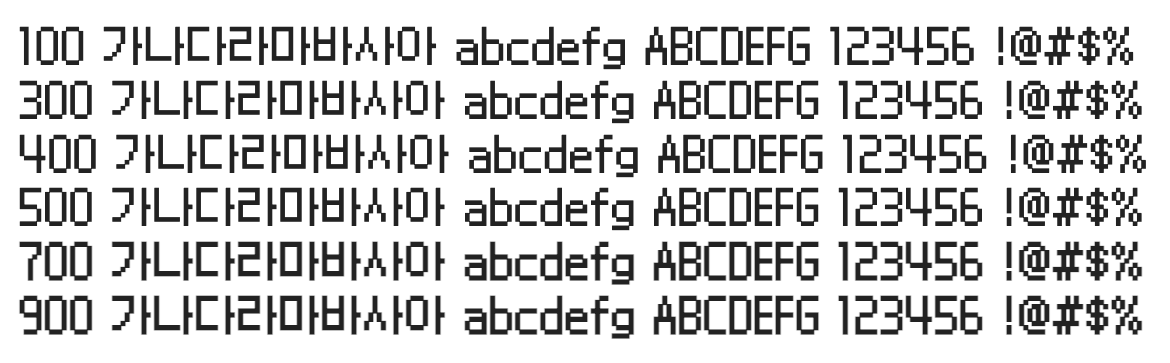 100 가나다라마바사아 abcdefg ABCDEFG 123456 !@#$%
300 가나다라마바사아 abcdefg ABCDEFG 123456 !@#$%
400 가나다라마바사아 abcdefg ABCDEFG 123456 !@#$%
500 가나다라마바사아 abcdefg ABCDEFG 123456 !@#$%
700 가나다라마바사아 abcdefg ABCDEFG 123456 !@#$%
900 가나다라마바사아 abcdefg ABCDEFG 123456 !@#$%